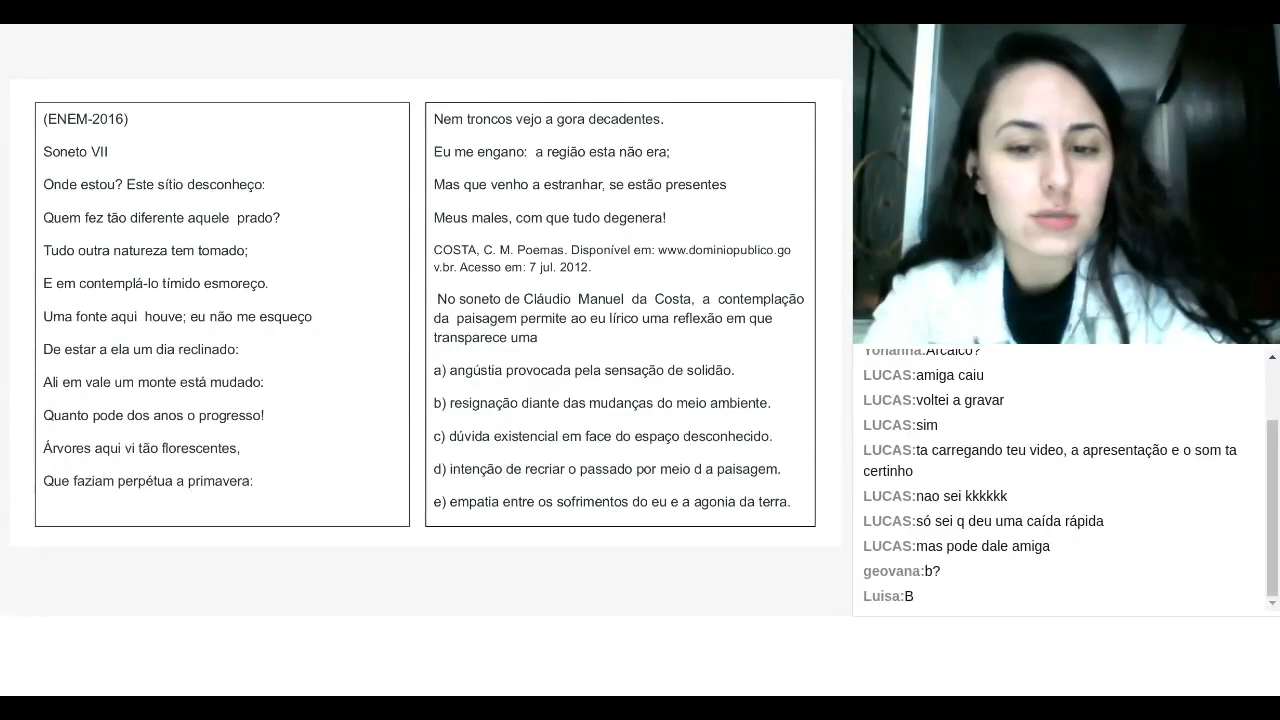 (ENEM-2016)
Soneto VII
Onde estou? Este sítio desconheço:
Quem fez tão diferente aquele prado?
Tudo outra natureza tem tomado;
E em contemplá-lo tímido esmoreço.
Uma fonte aqui houve; eu não me esqueço
De estar a ela um dia reclinado:
Ali em vale um monte está mudado:
Quanto pode dos anos o progresso!
Árvores aqui vi tão florescentes,
Que faziam perpétua a primavera:
Nem troncos vejo a gora decadentes.
Eu me engano: a região esta não era;
Mas que venho a estranhar, se estão presentes
Meus males, com que tudo degenera!
COSTA, C. M. Poemas. Disponível em: www.dominiopublico.go
v.br. Acesso em: 7 jul. 2012.
No soneto de Cláudio Manuel da Costa, a contemplação
da paisagem permite ao eu lírico uma reflexão em que
transparece uma
a) angústia provocada pela sensação de solidão.
b) resignação diante das mudanças do meio ambiente.
c) dúvida existencial em face do espaço desconhecido.
d) intenção de recriar o passado por meio d a paisagem.
e) empatia entre os sofrimentos do eu e a agonia da terra.
Arcaico?
LUCAS:amiga caiu
LUCAS:voltei a gravar
LUCAS:sim
LUCAS:ta carregando teu video, a apresentação e o som ta
certinho
LUCAS:nao sei kkkkkk
LUCAS:só sei q deu uma caída rápida
LUCAS:mas pode dale amiga
geovana:b?
Luisa:B